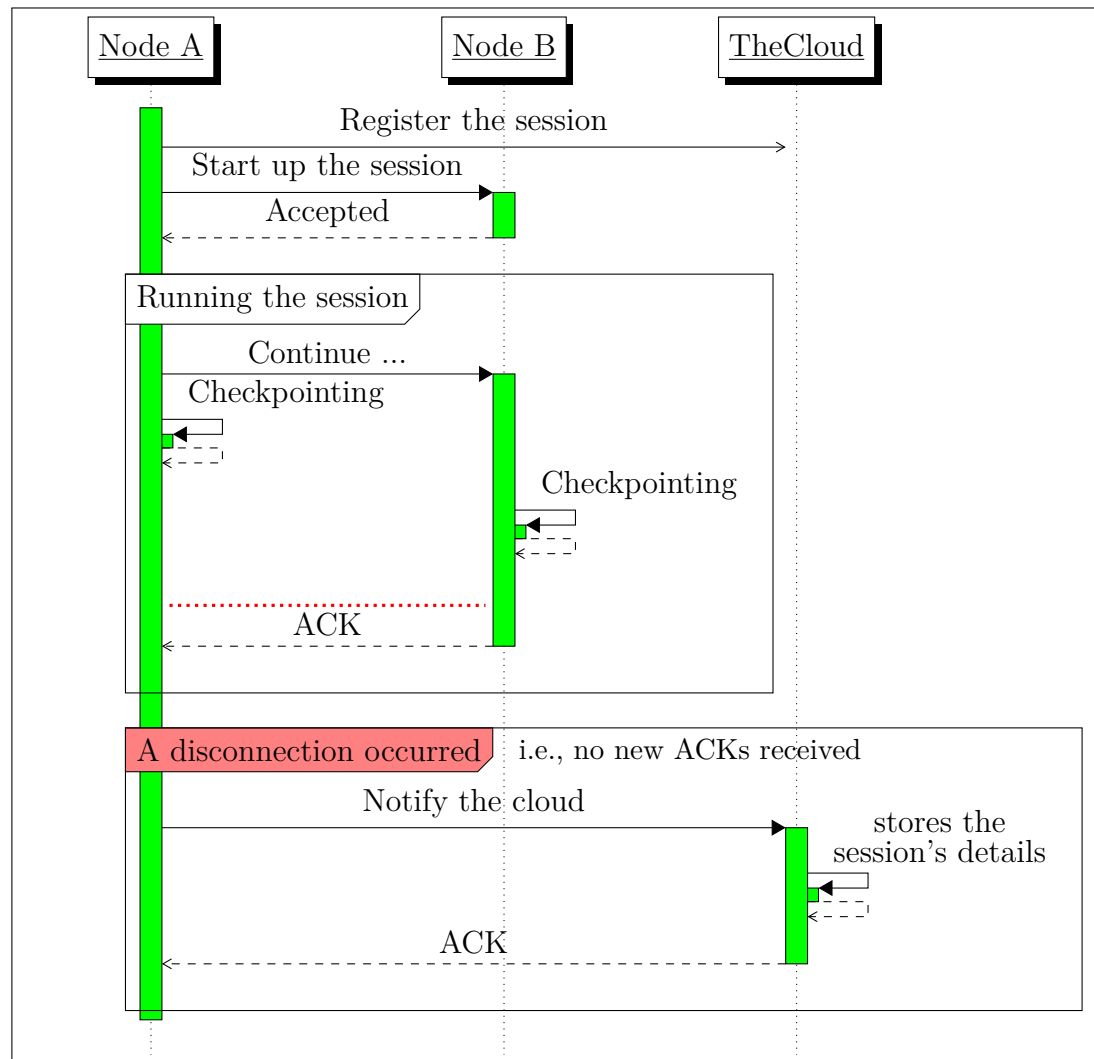 Node A
Node B
TheCloud
Register the session
Start up the session
Accepted
Running the session
Continue ...
Checkpointing
Checkpointing
ACK
A disconnection occurred
i.e., no new ACKs received
Notify the cloud
stores the
session's details
ACK